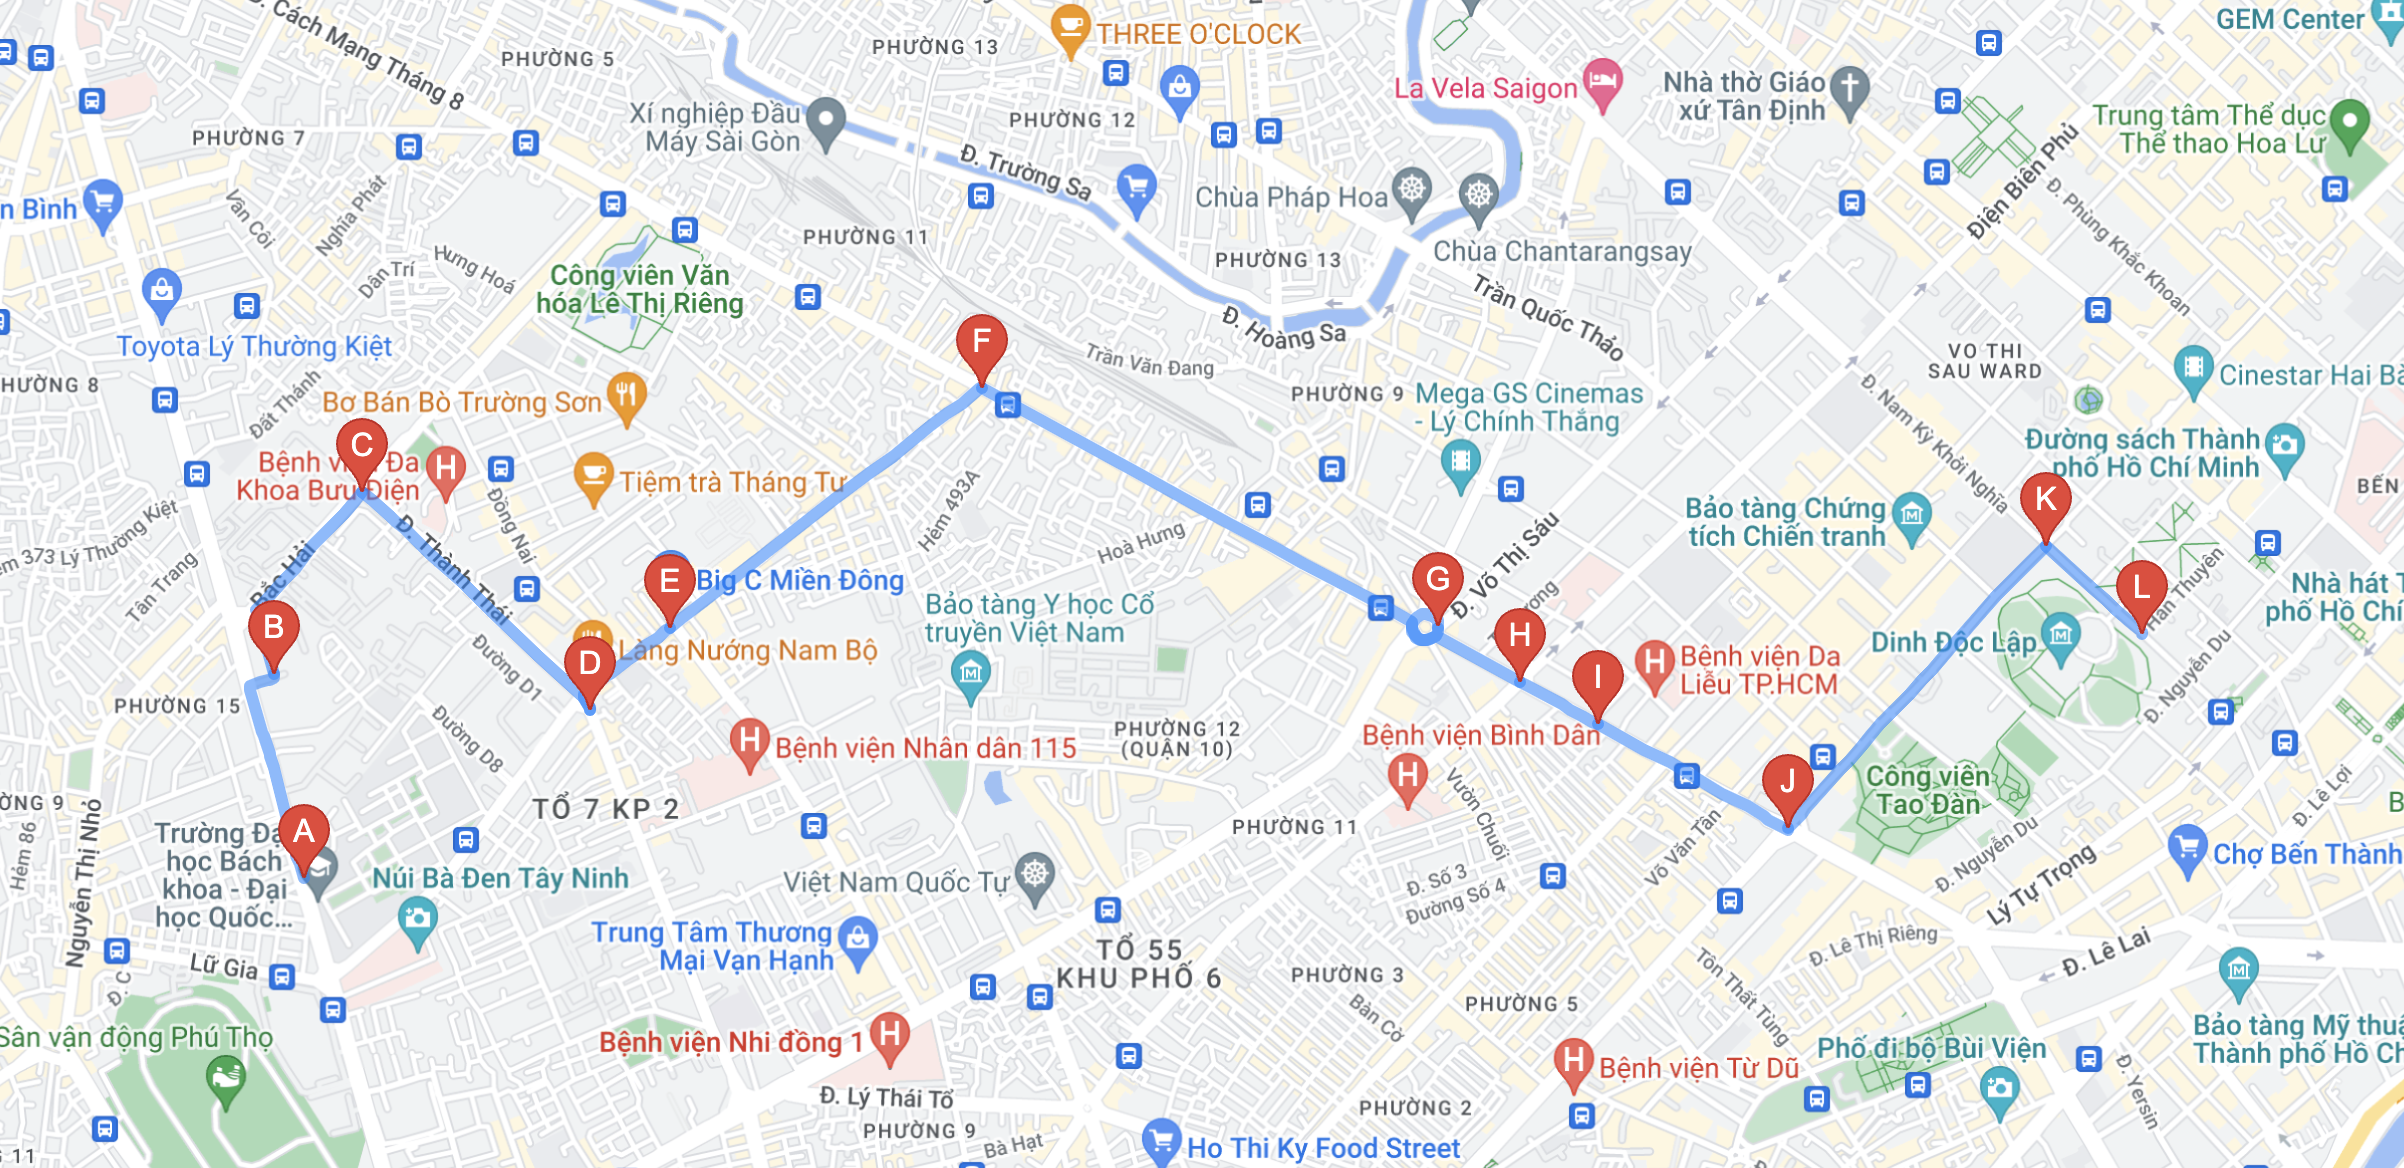 Đ. Cách Mạng Tháng 8
PHƯỜNG 5
PHƯỜNG 13
THREE O'CLOCK
GEM Center
La Vela Saigon
Nhà thờ Giáo
xứ Tân Định
Trung tâm Thể dục
Thể thao Hoa Lư
Xí nghiệp Đầu
Máy Sài Gòn
PHƯỜNG 12
PHƯỜNG 7
Đ. Trường Sa
Điện Biên Phủ
Đ. Phùng Khắc Khoan
n Bình
Văn Côi
Nghĩa Phát
Chùa Pháp Hoa
PHƯỜNG 11
PHƯỜNG 13
Chùa Chantarangsay
Dân Trí
Hưng Hoá
Công viên Văn
hóa Lê Thị Riêng
Trần Quốc Thảo
Đ. Hoàng Sa
Toyota Lý Thường Kiệt
F
Trần Văn Đang
VO THI
SAU WARD
HƯỜNG 8
Đất Thánh
Bơ Bán Bò Trường Sơn
PHƯỜNG 9
Mega GS Cinemas
- Lý Chính Thắng
Đ. Nam Kỳ Khởi Nghĩa
Cinestar Hai Bà
C
Bệnh viện Đa
Khoa Bưu Điện
H
Tiệm trà Tháng Tư
Đường sách Thành
phố Hồ Chí Minh
BẾN
K
Hẻm 493A
Đồng Nai
Bảo tàng Chứng
tích Chiến tranh
Đ. Thành Thái
Hoà Hưng
Đ. Võ Thị Sáu
em 373 Lý Thường Kiệt
Tân Trang
Bắc Hải
E
Big C Miền Đông
G
L
Hàn Thuyên
Nhà hát T
phố Hồ Chí
B
Bảo tàng Y học Cổ
truyền Việt Nam
H
Dinh Độc Lập
D
Làng Nướng Nam Bộ
Đường D1
I
H
Bệnh viện Da
Liễu TP.HCM
Đ. Nguyễn Du
PHƯỜNG 15
Đường D8
H
Bệnh viện Nhân dân 115
PHƯỜNG 12
(QUẬN 10)
Bệnh viện Bình Dân
H
J
Công viên
Tao Đàn
Đ. Lê Lợi
ỜNG 9
Hẻm 86
Nguyễn Thị Nhỏ
TỔ 7 KP 2
PHƯỜNG 11
Vườn Chuối
Võ Văn Tần
B
A
Trường Đạ
học Bách
khoa - Đại
học Quốc...
Núi Bà Đen Tây Ninh
Việt Nam Quốc Tự
Đ. Số 3
Đường Số 4
Đ. Nguyễn Du
Lý Tự Trọng
Chợ Bến Thành
Trung Tâm Thương
Mại Vạn Hạnh
TỔ 55
KHU PHỐ 6
Đ. Lê Thị Riêng
Đ. Lê Lai
Lữ Gia
Đ. C
PHƯỜNG 3
Bàn Cờ
PHƯỜNG 5
Tôn Thất Tùng
Sân vận động Phú Thọ
Bệnh viện Nhi đồng 1
H
Phố đi bộ Bùi Viện
Bảo tàng Mỹ thuậ
Thành phố Hồ Ch
H
Bệnh viện Từ Dũ
Đ. Yersin
Đ. Lý Thái Tổ
PHƯỜNG 9
PHƯỜNG 2
Bà Hạt
Ho Thi Ky Food Street
11